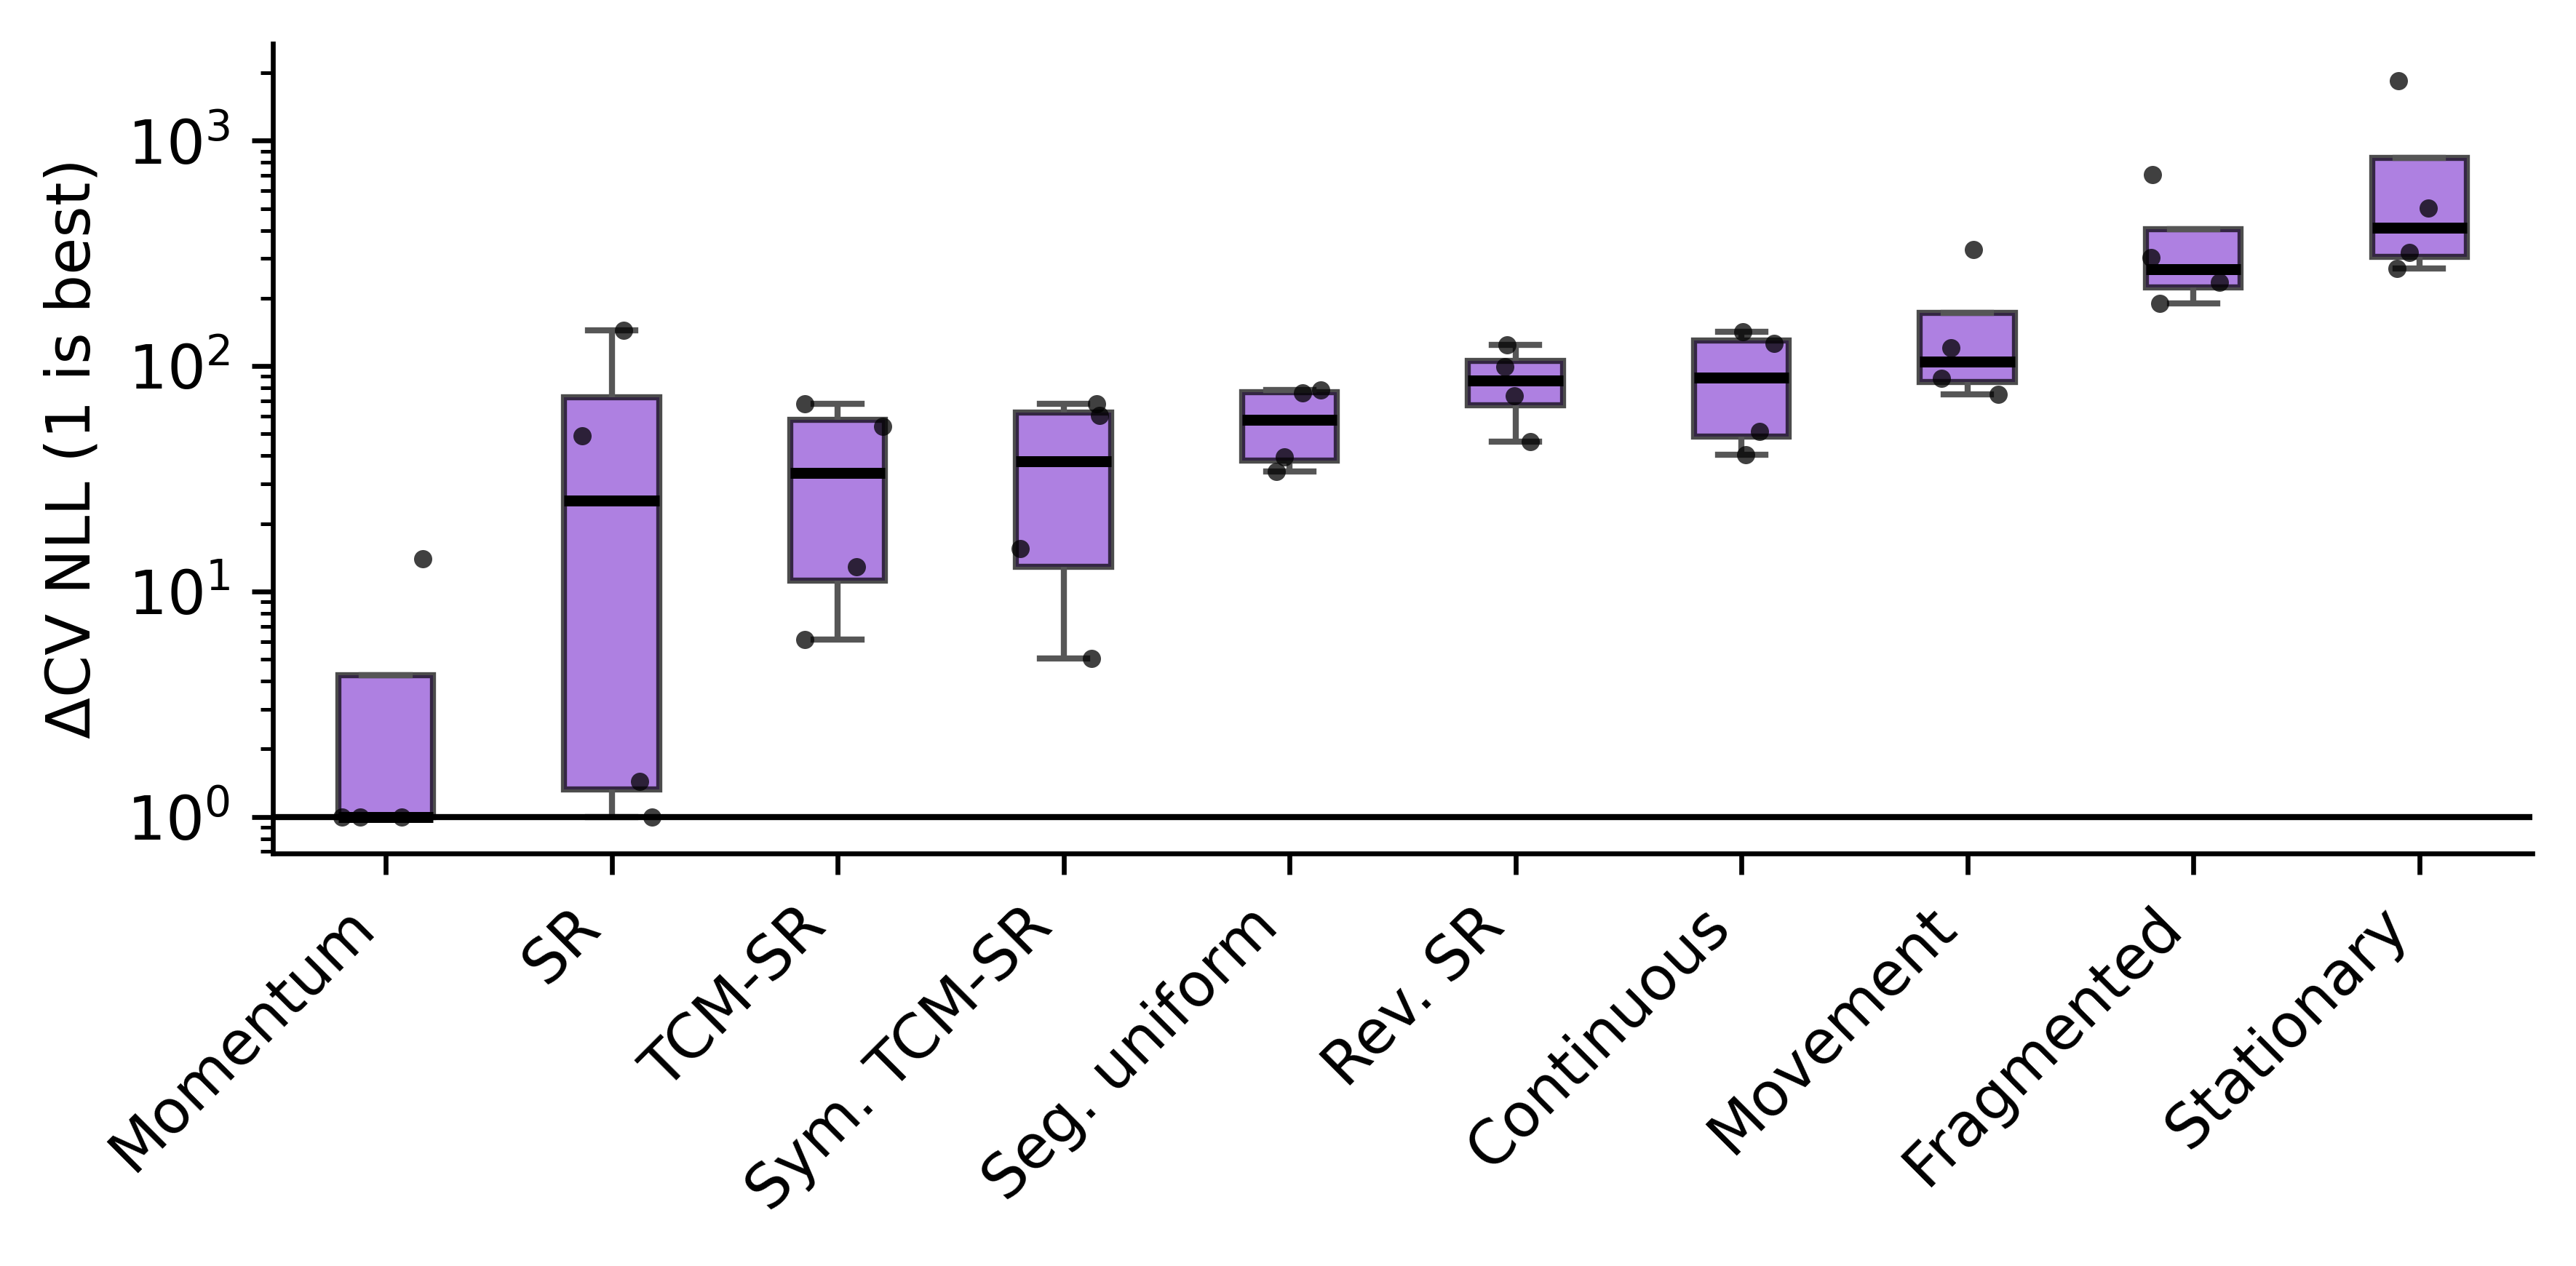 ΔCV NLL (1 is best)
10³
10²
10¹
10⁰
Momentum
SR
TCM-SR
Sym. TCM-SR
Seg. uniform
Rev. SR
Continuous
Movement
Fragmented
Stationary